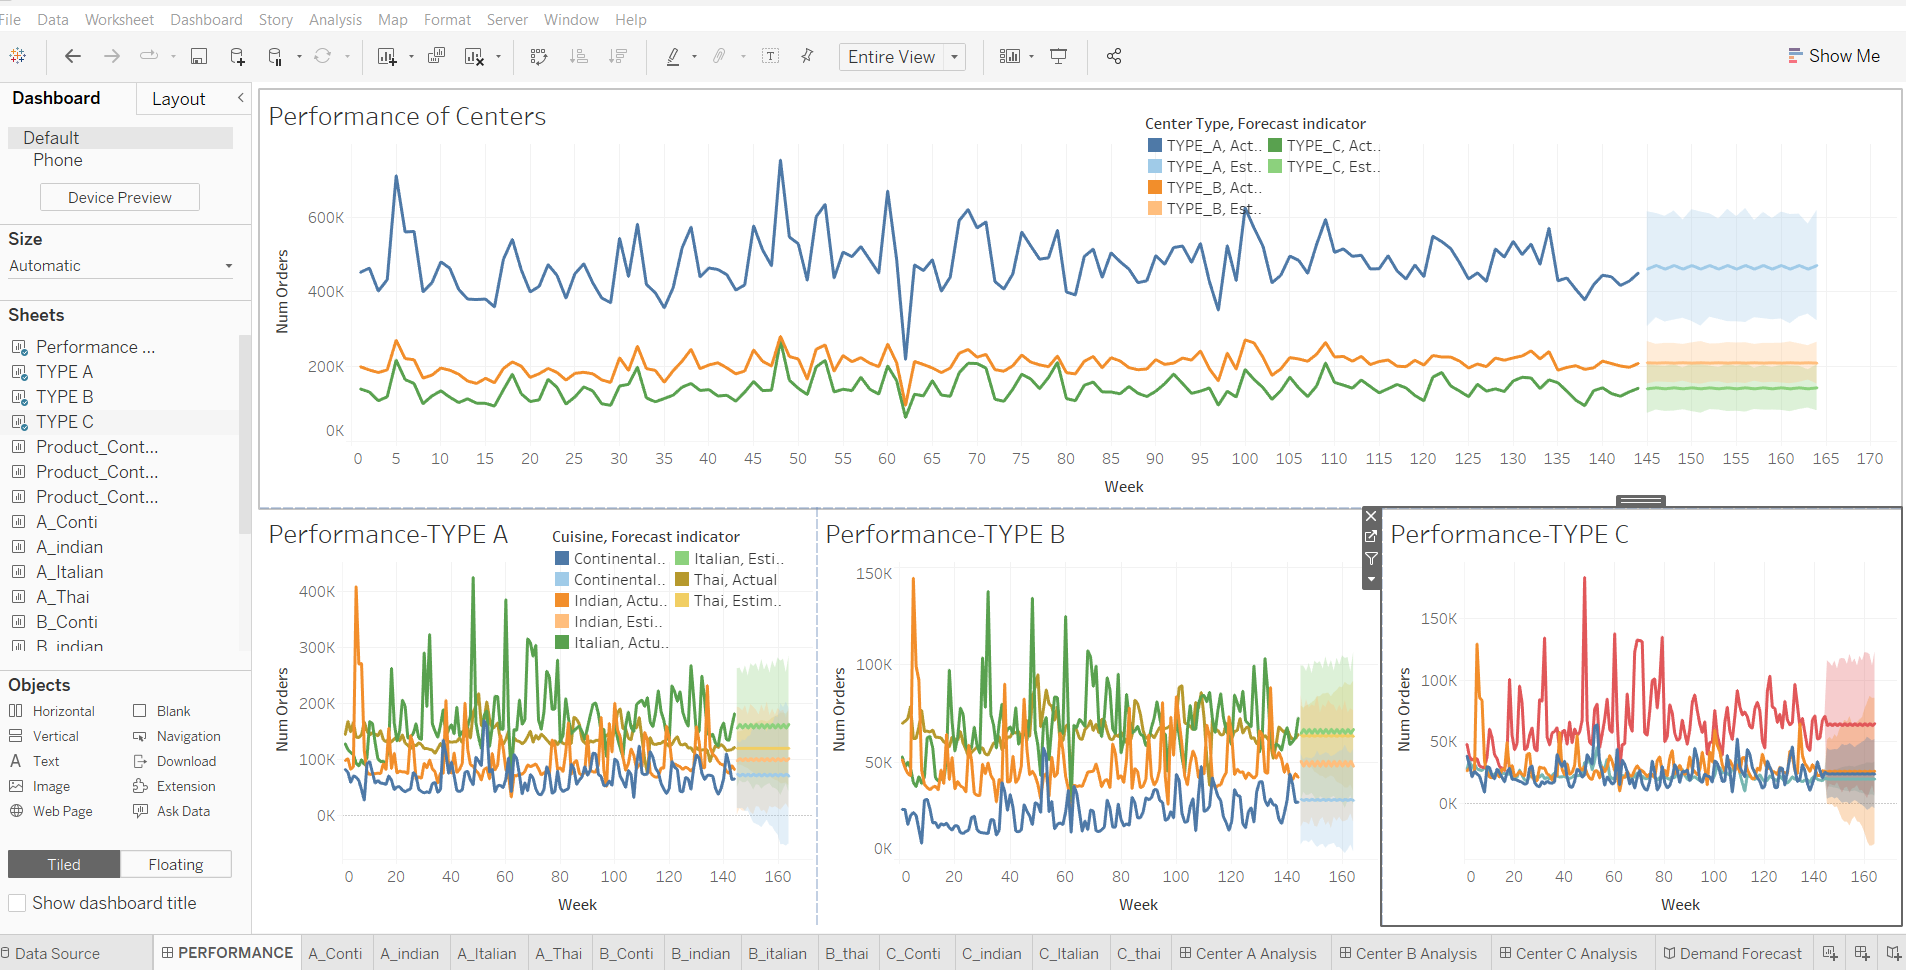 File Data Worksheet Dashboard Story Analysis Map Format Server Window Help
Entire View
Show Me
Dashboard Layout
Default
Phone
Device Preview
Size
Automatic
Sheets
Performance ...
TYPE A
TYPE B
TYPE C
Product_Cont...
Product_Cont...
Product_Cont...
A_Conti
A_indian
A_Italian
A_Thai
B_Conti
B_indian
Objects
Horizontal Blank
Vertical Navigation
Text Download
Image Extension
Web Page Ask Data
Tiled Floating
Show dashboard title
Performance of Centers
Center Type, Forecast indicator
TYPE_A, Act.. TYPE_C, Act..
TYPE_A, Est.. TYPE_C, Est..
TYPE_B, Act..
TYPE_B, Est..
Num Orders
600K
400K
200K
0K
0 5 10 15 20 25 30 35 40 45 50 55 60 65 70 75 80 85 90 95 100 105 110 115 120 125 130 135 140 145 150 155 160 165 170
Week
Performance-TYPE A
Cuisine, Forecast indicator
Continental.. Italian, Esti..
Continental.. Thai, Actual
Indian, Actu.. Thai, Estim..
Indian, Esti..
Italian, Actu..
Num Orders
400K
300K
200K
100K
0K
0 20 40 60 80 100 120 140 160
Week
Performance-TYPE B
Num Orders
150K
100K
50K
0K
0 20 40 60 80 100 120 140 160
Week
Performance-TYPE C
Num Orders
150K
100K
50K
0K
0 20 40 60 80 100 120 140 160
Week
Data Source PERFORMANCE A_Conti A_indian A_Italian A_Thai B_Conti B_indian B_italian B_thai C_Conti C_indian C_Italian C_thai Center A Analysis Center B Analysis Center C Analysis Demand Forecast